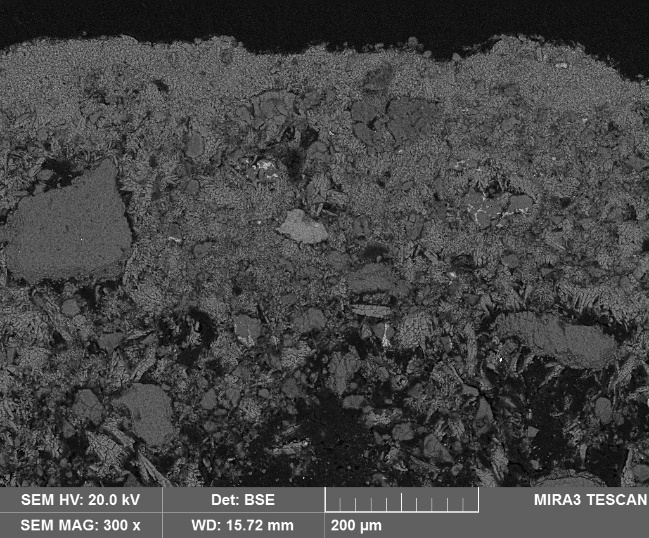 SEM HV: 20.0 kV Det: BSE MIRA3 TESCAN
SEM MAG: 300 x WD: 15.72 mm 200 µm